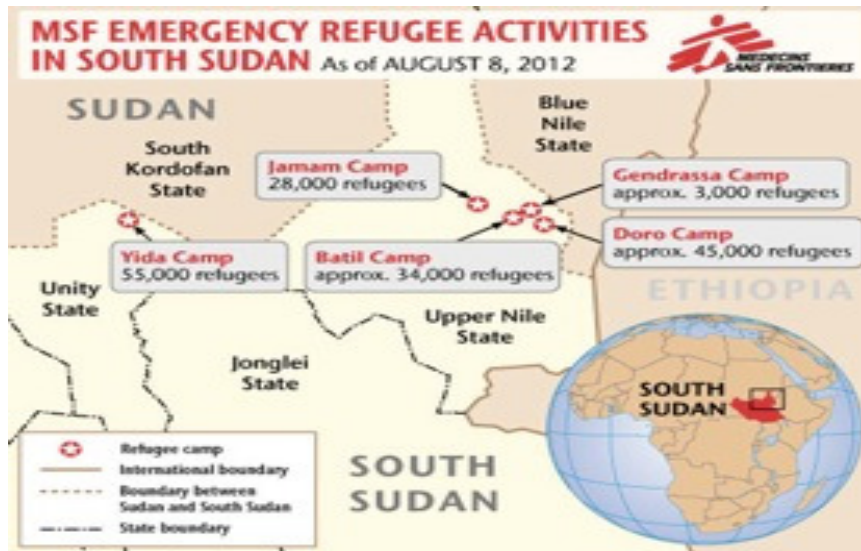 MSF EMERGENCY REFUGEE ACTIVITIES
IN SOUTH SUDAN As of AUGUST 8, 2012
MEDECINS
SANS FRONTIERES
SUDAN
South
Kordofan
State
Blue
Nile
State
Jamam Camp
28,000 refugees
Gendrassa Camp
approx. 3,000 refugees
Yida Camp
55,000 refugees
Batil Camp
approx. 34,000 refugees
Doro Camp
approx. 45,000 refugees
Unity
State
ETHIOPIA
Upper Nile
State
Jonglei
State
SOUTH
SUDAN
SOUTH
SUDAN
Refugee camp
International boundary
Boundary between
Sudan and South Sudan
State boundary